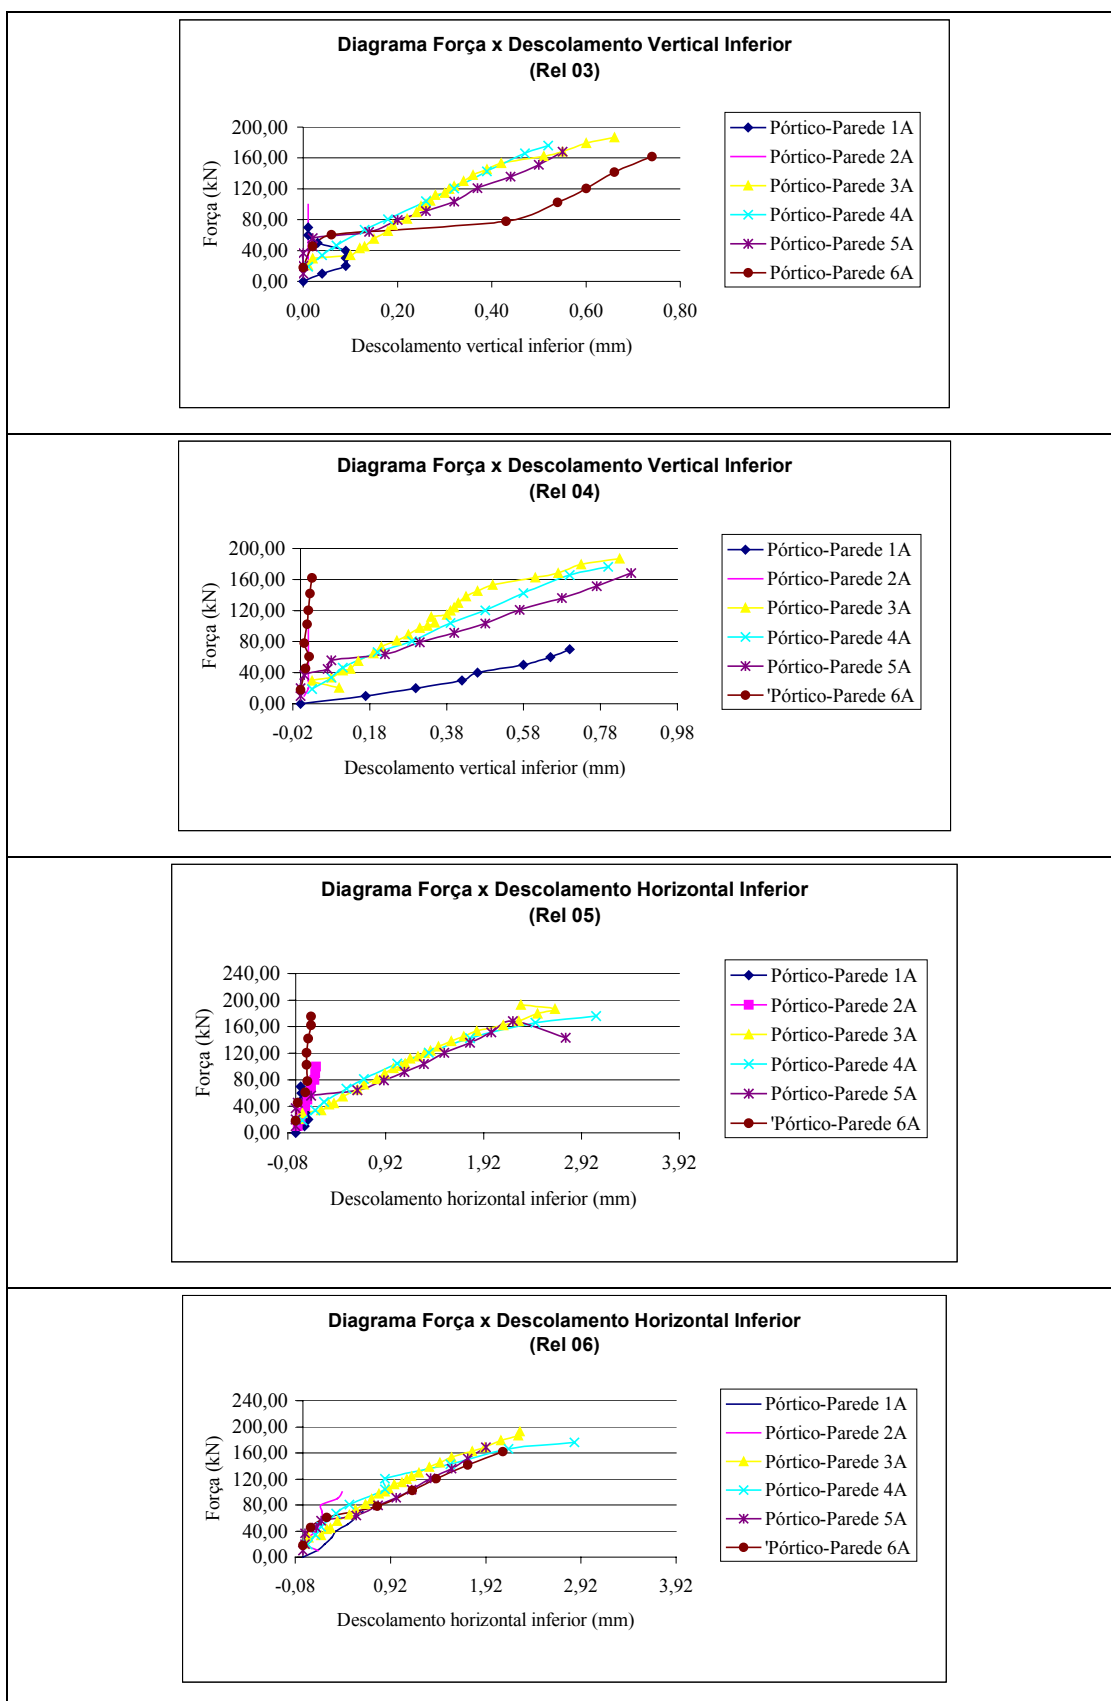 Diagrama Força x Descolamento Vertical Inferior
(Rel 03)
200,00
160,00
120,00
80,00
40,00
0,00
Força (kN)
0,00 0,20 0,40 0,60 0,80
Descolamento vertical inferior (mm)
Pórtico-Parede 1A
Pórtico-Parede 2A
Pórtico-Parede 3A
Pórtico-Parede 4A
Pórtico-Parede 5A
Pórtico-Parede 6A
Diagrama Força x Descolamento Vertical Inferior
(Rel 04)
200,00
160,00
120,00
80,00
40,00
0,00
Força (kN)
-0,02 0,18 0,38 0,58 0,78 0,98
Descolamento vertical inferior (mm)
Pórtico-Parede 1A
Pórtico-Parede 2A
Pórtico-Parede 3A
Pórtico-Parede 4A
Pórtico-Parede 5A
'Pórtico-Parede 6A
Diagrama Força x Descolamento Horizontal Inferior
(Rel 05)
240,00
200,00
160,00
120,00
80,00
40,00
0,00
Força (kN)
-0,08 0,92 1,92 2,92 3,92
Descolamento horizontal inferior (mm)
Pórtico-Parede 1A
Pórtico-Parede 2A
Pórtico-Parede 3A
Pórtico-Parede 4A
Pórtico-Parede 5A
'Pórtico-Parede 6A
Diagrama Força x Descolamento Horizontal Inferior
(Rel 06)
240,00
200,00
160,00
120,00
80,00
40,00
0,00
Força (kN)
-0,08 0,92 1,92 2,92 3,92
Descolamento horizontal inferior (mm)
Pórtico-Parede 1A
Pórtico-Parede 2A
Pórtico-Parede 3A
Pórtico-Parede 4A
Pórtico-Parede 5A
'Pórtico-Parede 6A